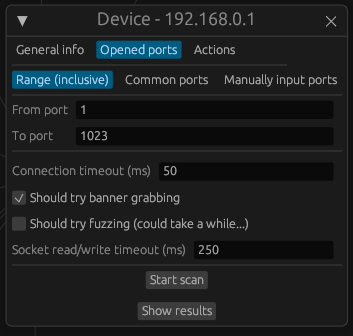 Device - 192.168.0.1
General info Opened ports Actions
Range (inclusive) Common ports Manually input ports
From port 1
To port 1023
Connection timeout (ms) 50
Should try banner grabbing
Should try fuzzing (could take a while...)
Socket read/write timeout (ms) 250
Start scan
Show results